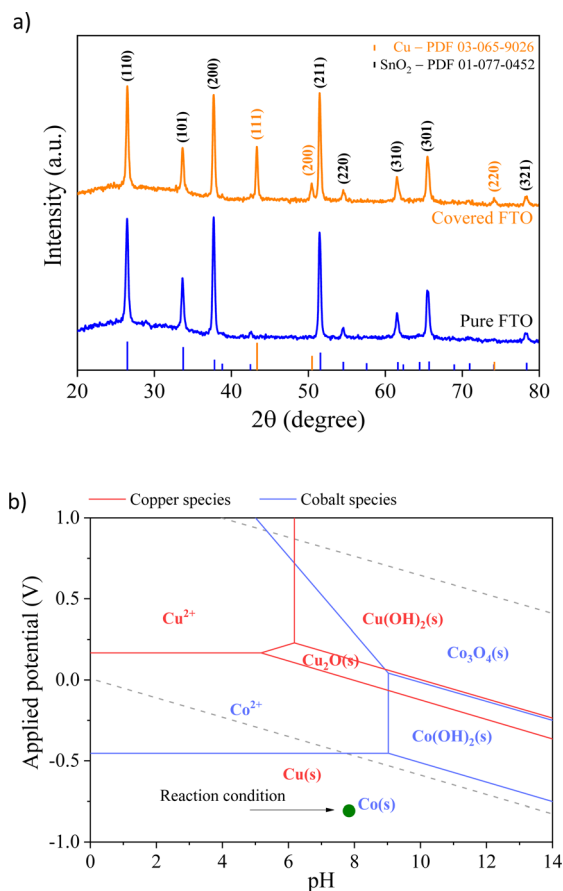 a)
Cu – PDF 03-065-9026
SnO₂ – PDF 01-077-0452
(110)
(101)
(200)
(111)
(200)
(211)
(220)
(310)
(301)
(220)
(321)
Covered FTO
Pure FTO
Intensity (a.u.)
20 30 40 50 60 70 80
2θ (degree)
b)
Copper species Cobalt species
1.0
0.5
0.0
-0.5
-1.0
Applied potential (V)
Cu²⁺
Cu(OH)₂(s)
Co₃O₄(s)
Cu₂O(s)
Co²⁺
Co(OH)₂(s)
Cu(s)
Reaction condition
Co(s)
0 2 4 6 8 10 12 14
pH